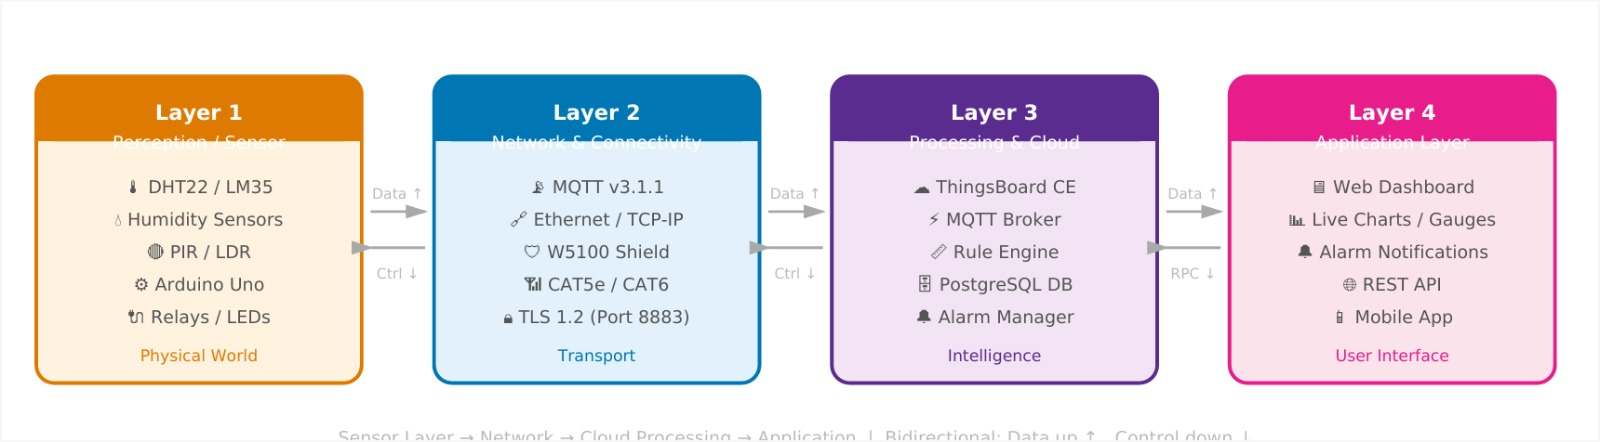 Layer 1
Perception / Sensor
🌡 DHT22 / LM35
💧 Humidity Sensors
🔴 PIR / LDR
⚙ Arduino Uno
🔌 Relays / LEDs
Physical World
Data ↑
Ctrl ↓
Layer 2
Network & Connectivity
📡 MQTT v3.1.1
🔗 Ethernet / TCP-IP
🛡 W5100 Shield
📶 CAT5e / CAT6
🔒 TLS 1.2 (Port 8883)
Transport
Data ↑
Ctrl ↓
Layer 3
Processing & Cloud
☁ ThingsBoard CE
⚡ MQTT Broker
📏 Rule Engine
🗄 PostgreSQL DB
🔔 Alarm Manager
Intelligence
Data ↑
RPC ↓
Layer 4
Application Layer
🖥 Web Dashboard
📊 Live Charts / Gauges
🔔 Alarm Notifications
🌐 REST API
📱 Mobile App
User Interface
Sensor Layer → Network → Cloud Processing → Application | Bidirectional: Data up ↑ Control down ↓